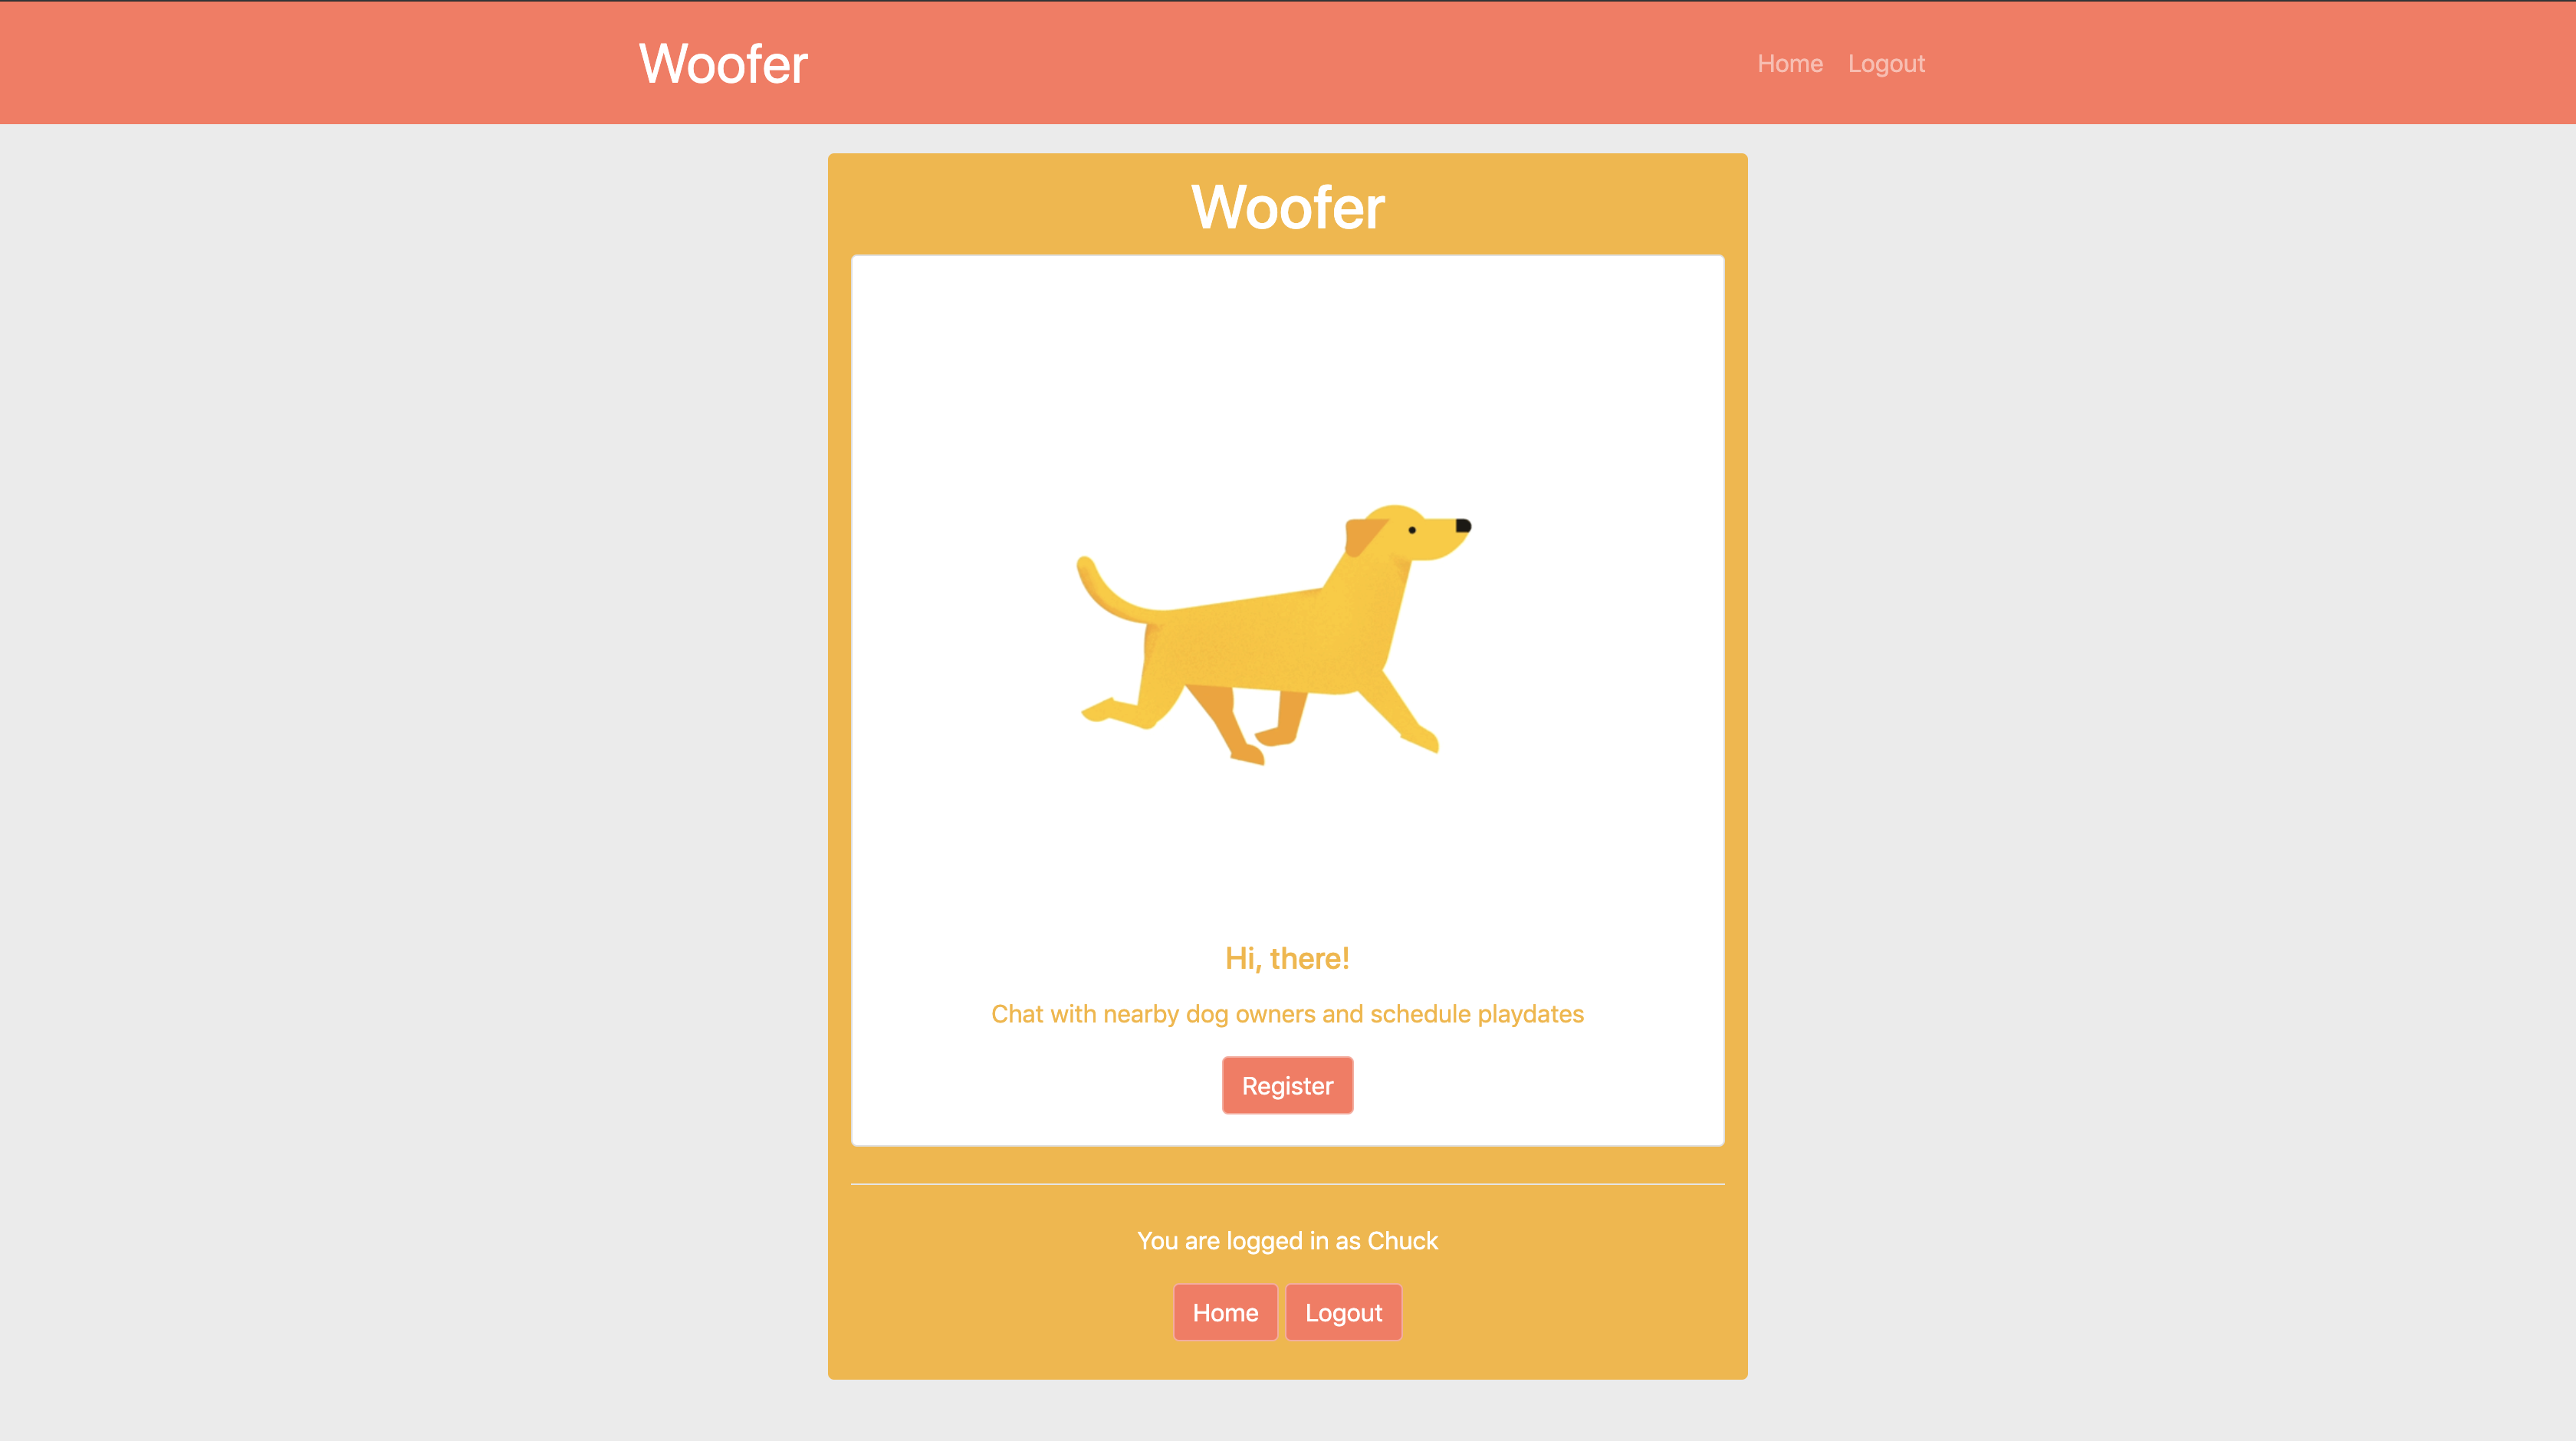 Woofer Home Logout
Woofer
Hi, there!
Chat with nearby dog owners and schedule playdates
Register
You are logged in as Chuck
Home Logout